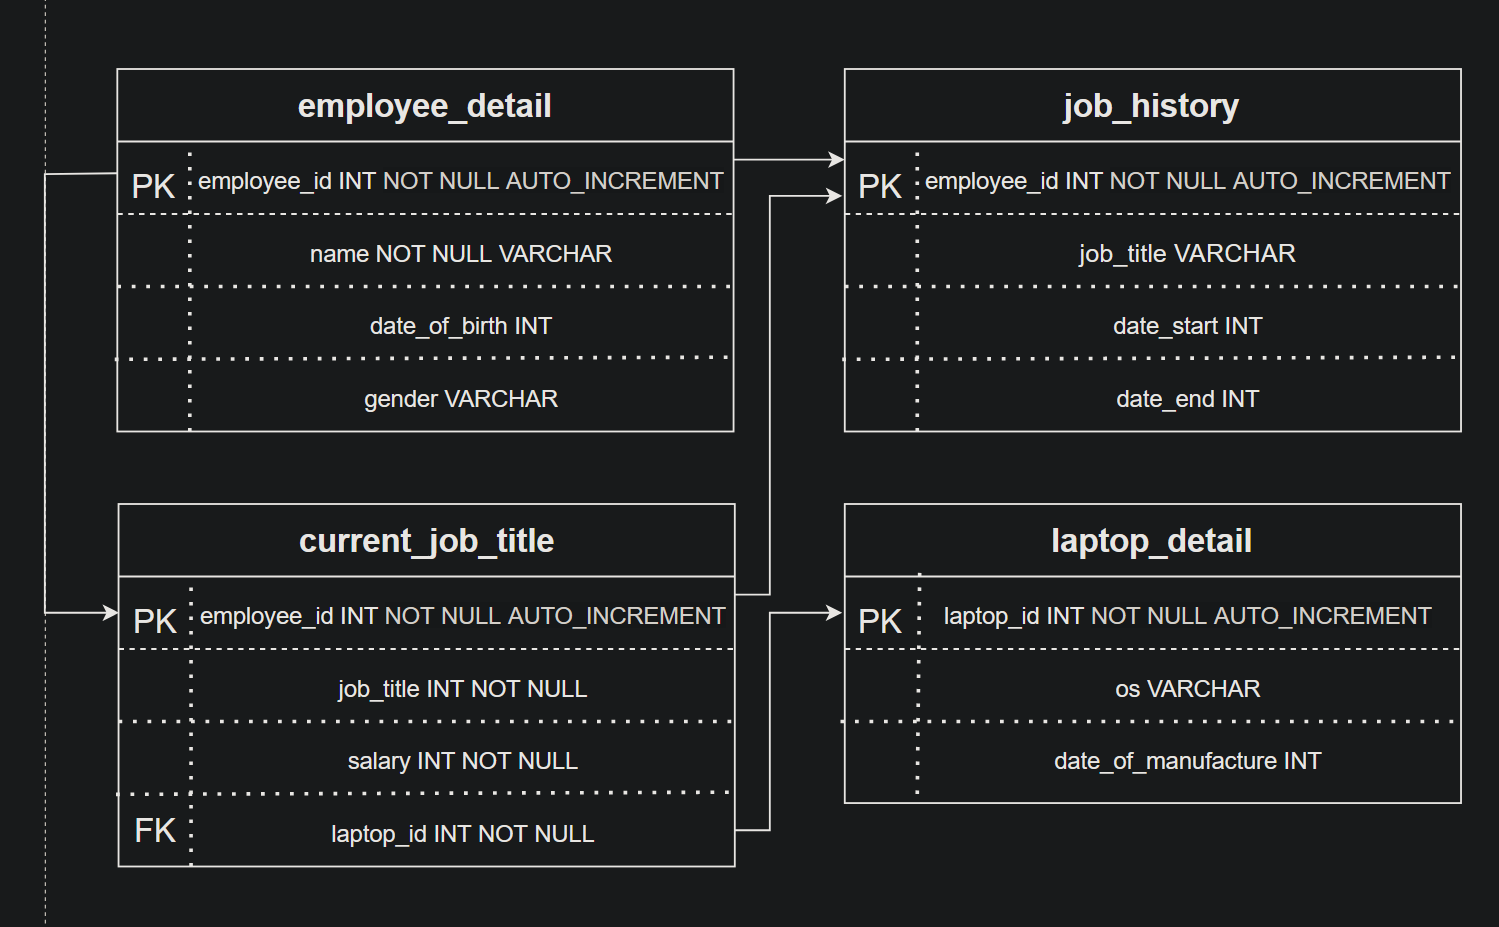 employee_detail
PK employee_id INT NOT NULL AUTO_INCREMENT
name NOT NULL VARCHAR
date_of_birth INT
gender VARCHAR
job_history
PK employee_id INT NOT NULL AUTO_INCREMENT
job_title VARCHAR
date_start INT
date_end INT
current_job_title
PK employee_id INT NOT NULL AUTO_INCREMENT
job_title INT NOT NULL
salary INT NOT NULL
FK laptop_id INT NOT NULL
laptop_detail
PK laptop_id INT NOT NULL AUTO_INCREMENT
os VARCHAR
date_of_manufacture INT